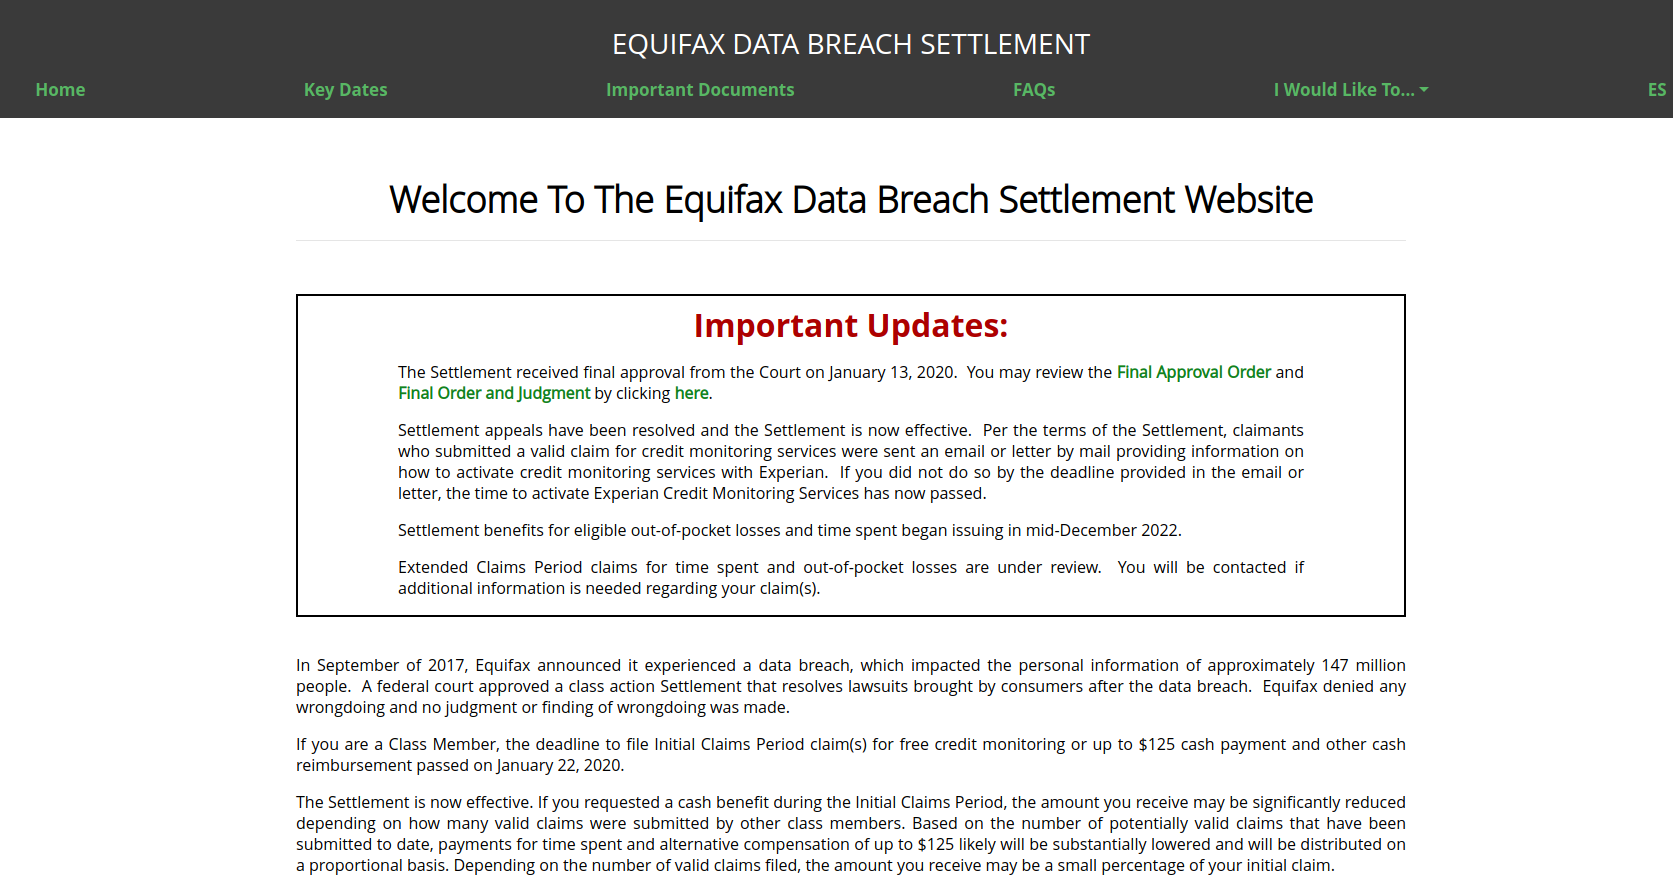 EQUIFAX DATA BREACH SETTLEMENT
Home Key Dates Important Documents FAQs I Would Like To... ES
Welcome To The Equifax Data Breach Settlement Website
Important Updates:
The Settlement received final approval from the Court on January 13, 2020.  You may review the Final Approval Order and
Final Order and Judgment by clicking here.
Settlement appeals have been resolved and the Settlement is now effective.  Per the terms of the Settlement, claimants
who submitted a valid claim for credit monitoring services were sent an email or letter by mail providing information on
how to activate credit monitoring services with Experian.  If you did not do so by the deadline provided in the email or
letter, the time to activate Experian Credit Monitoring Services has now passed.
Settlement benefits for eligible out-of-pocket losses and time spent began issuing in mid-December 2022.
Extended Claims Period claims for time spent and out-of-pocket losses are under review.  You will be contacted if
additional information is needed regarding your claim(s).
In September of 2017, Equifax announced it experienced a data breach, which impacted the personal information of approximately 147 million
people.  A federal court approved a class action Settlement that resolves lawsuits brought by consumers after the data breach.  Equifax denied any
wrongdoing and no judgment or finding of wrongdoing was made.
If you are a Class Member, the deadline to file Initial Claims Period claim(s) for free credit monitoring or up to $125 cash payment and other cash
reimbursement passed on January 22, 2020.
The Settlement is now effective. If you requested a cash benefit during the Initial Claims Period, the amount you receive may be significantly reduced
depending on how many valid claims were submitted by other class members. Based on the number of potentially valid claims that have been
submitted to date, payments for time spent and alternative compensation of up to $125 likely will be substantially lowered and will be distributed on
a proportional basis. Depending on the number of valid claims filed, the amount you receive may be a small percentage of your initial claim.